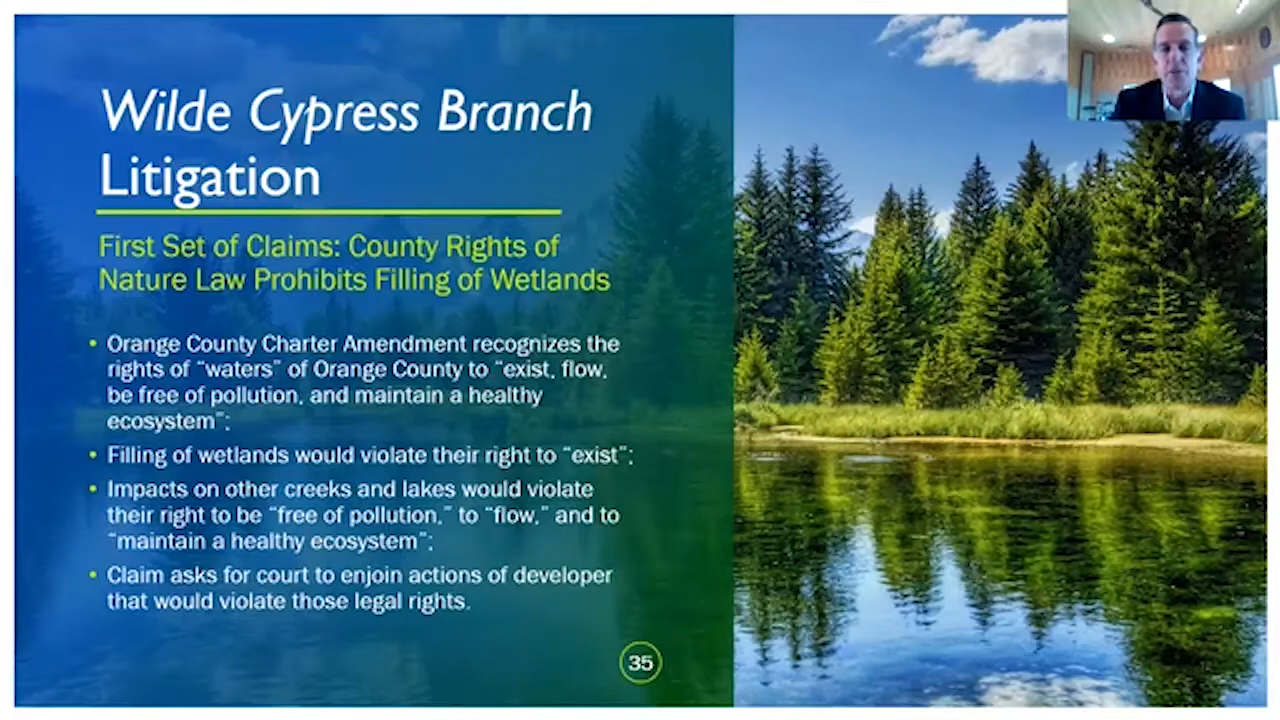 Wilde Cypress Branch
Litigation
First Set of Claims: County Rights of
Nature Law Prohibits Filling of Wetlands
• Orange County Charter Amendment recognizes the
rights of “waters” of Orange County to “exist, flow,
be free of pollution, and maintain a healthy
ecosystem”;
• Filling of wetlands would violate their right to “exist”;
• Impacts on other creeks and lakes would violate
their right to be “free of pollution,” to “flow,” and to
“maintain a healthy ecosystem”;
• Claim asks for court to enjoin actions of developer
that would violate those legal rights.
35